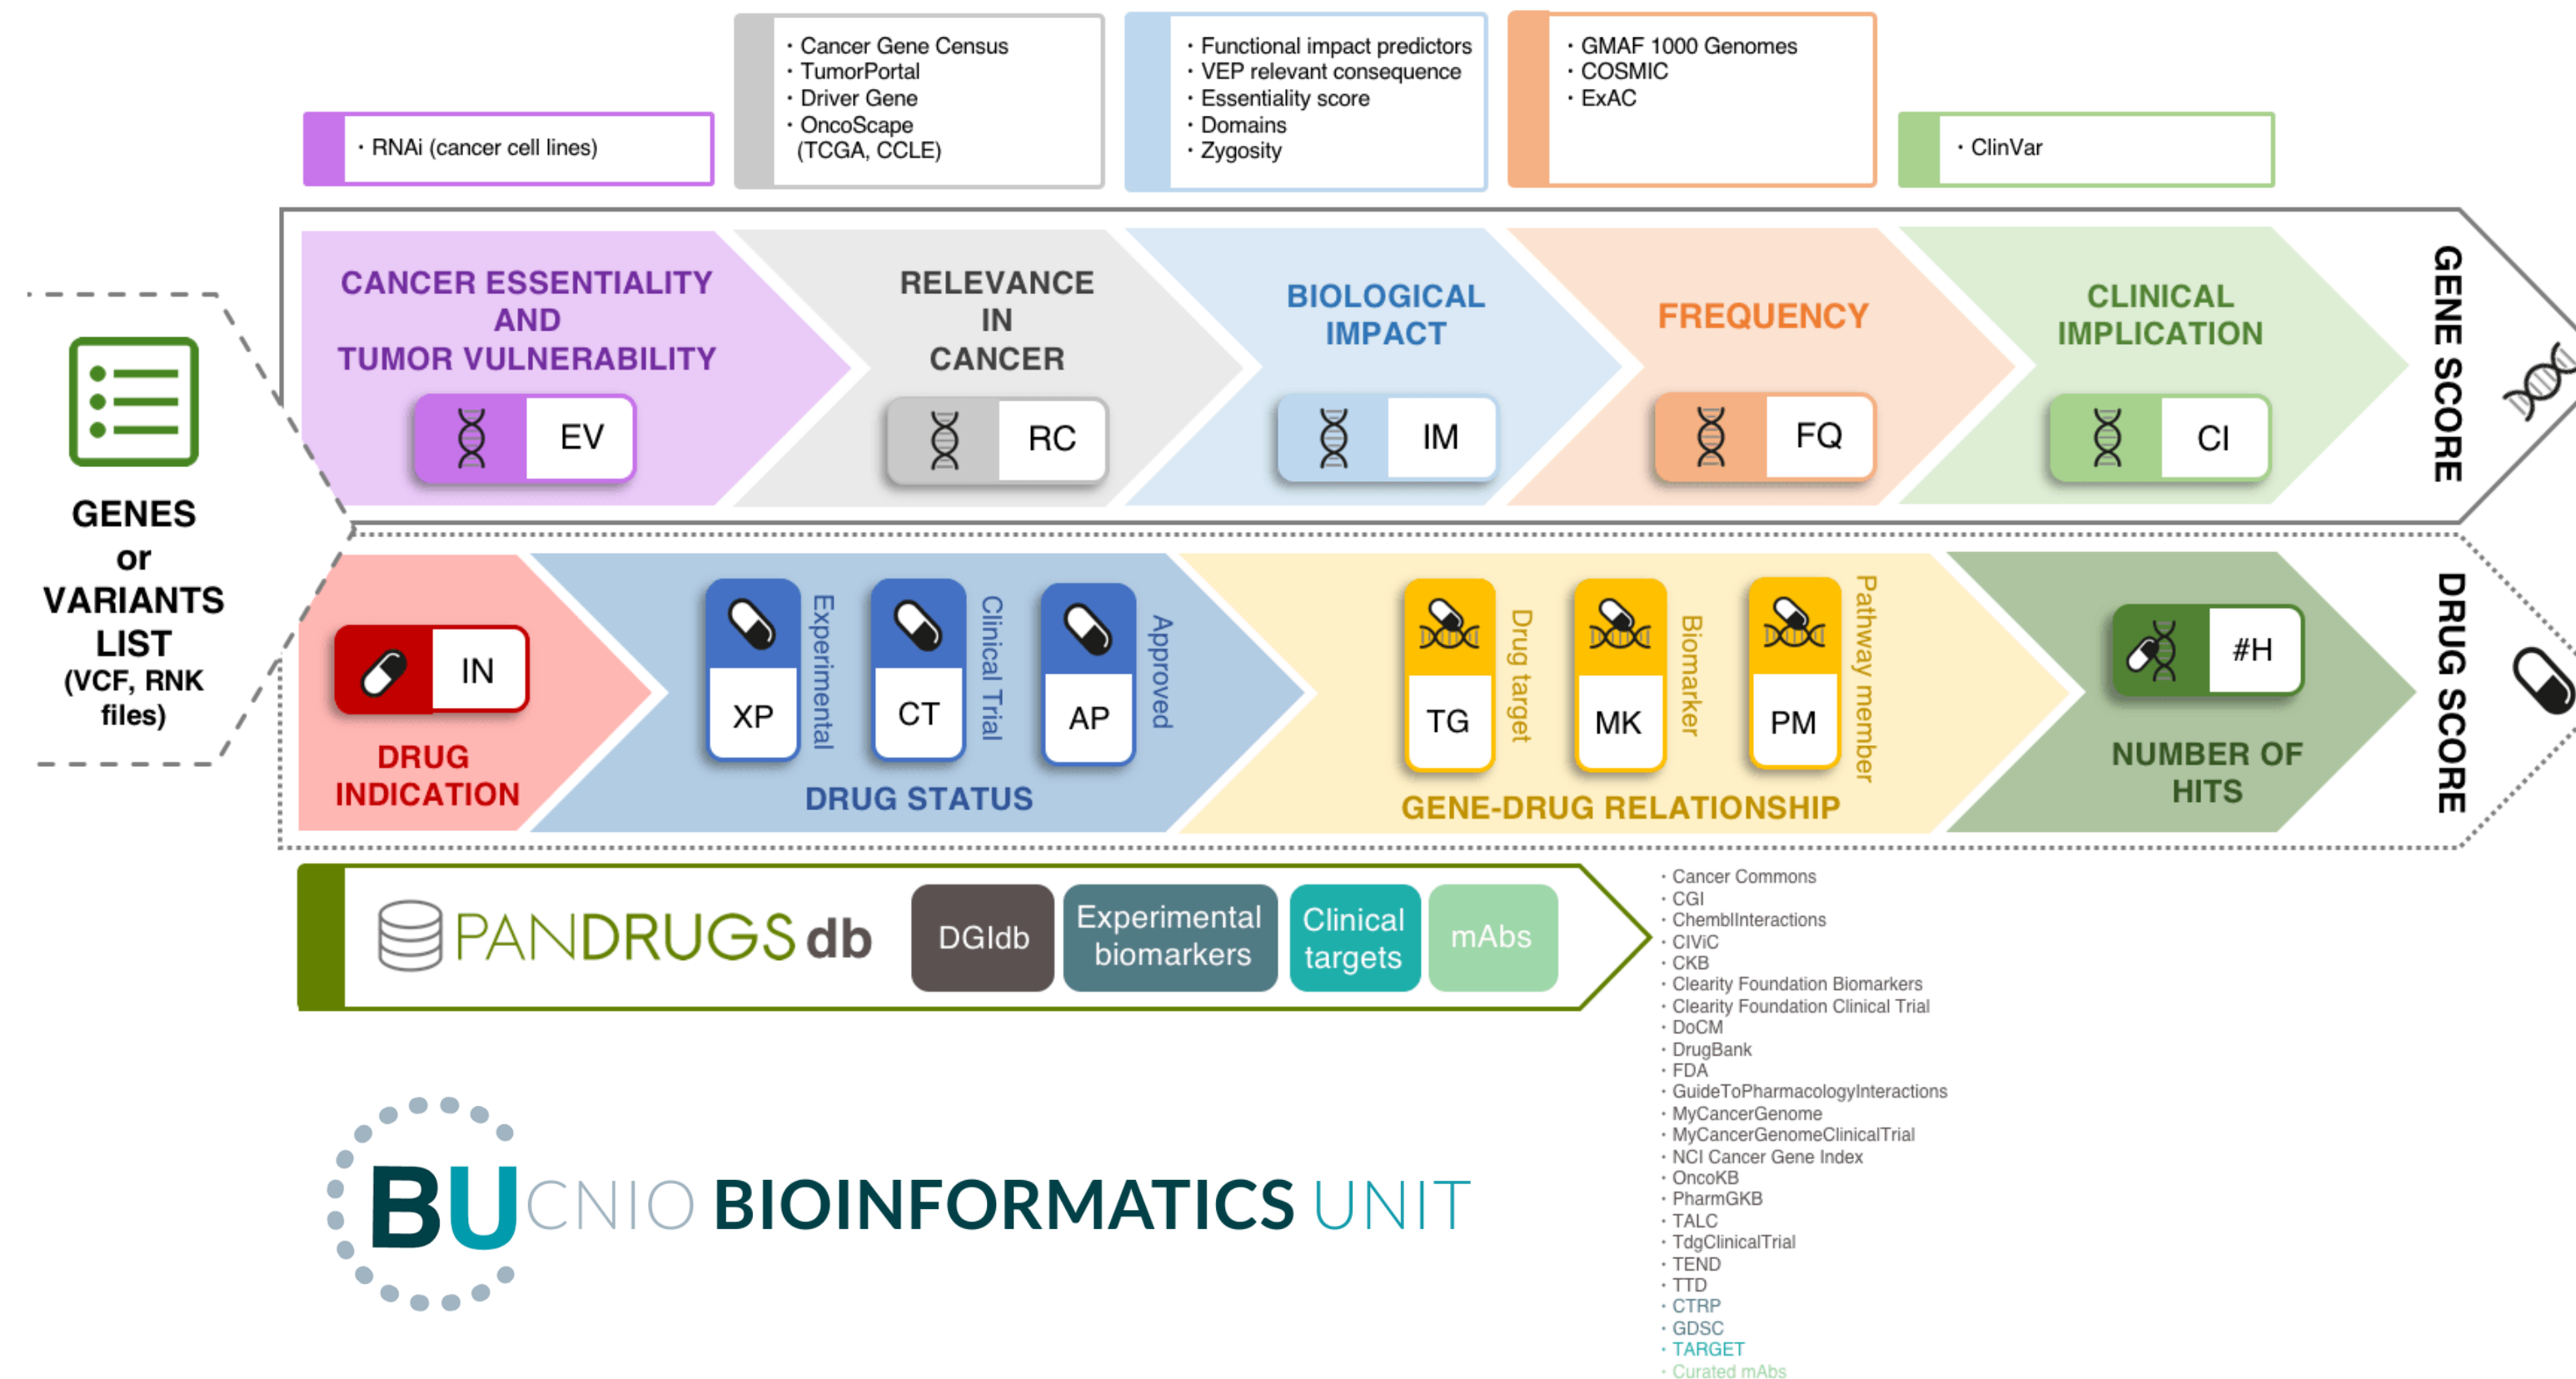 · RNAi (cancer cell lines)
· Cancer Gene Census
· TumorPortal
· Driver Gene
· OncoScape
(TCGA, CCLE)
· Functional impact predictors
· VEP relevant consequence
· Essentiality score
· Domains
· Zygosity
· GMAF 1000 Genomes
· COSMIC
· ExAC
· ClinVar
GENES
or
VARIANTS
LIST
(VCF, RNK
files)
CANCER ESSENTIALITY
AND
TUMOR VULNERABILITY
EV
RELEVANCE
IN
CANCER
RC
BIOLOGICAL
IMPACT
IM
FREQUENCY
FQ
CLINICAL
IMPLICATION
CI
GENE SCORE
IN
DRUG
INDICATION
XP
Experimental
CT
Clinical Trial
AP
Approved
DRUG STATUS
TG
Drug target
MK
Biomarker
PM
Pathway member
GENE-DRUG RELATIONSHIP
#H
NUMBER OF
HITS
DRUG SCORE
PANDRUGS db
DGIdb
Experimental
biomarkers
Clinical
targets
mAbs
· Cancer Commons
· CGI
· ChemblInteractions
· CIViC
· CKB
· Clearity Foundation Biomarkers
· Clearity Foundation Clinical Trial
· DoCM
· DrugBank
· FDA
· GuideToPharmacologyInteractions
· MyCancerGenome
· MyCancerGenomeClinicalTrial
· NCI Cancer Gene Index
· OncoKB
· PharmGKB
· TALC
· TdgClinicalTrial
· TEND
· TTD
· CTRP
· GDSC
· TARGET
· Curated mAbs
BU CNIO BIOINFORMATICS UNIT